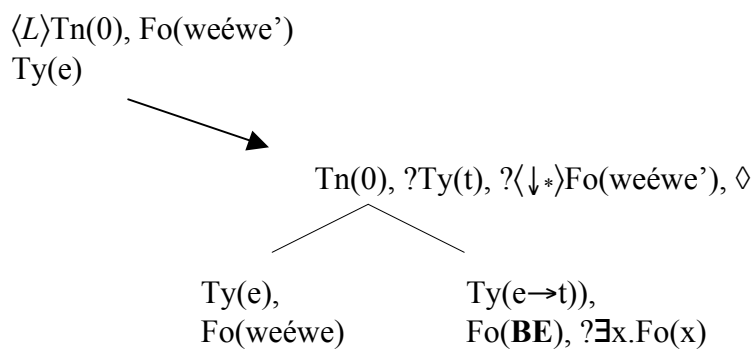 ⟨L⟩Tn(0), Fo(weéwe’)
Ty(e)
Tn(0), ?Ty(t), ?⟨↓*⟩Fo(weéwe’), ◊
Ty(e), Ty(e→t)),
Fo(weéwe) Fo(BE), ?∃x.Fo(x)